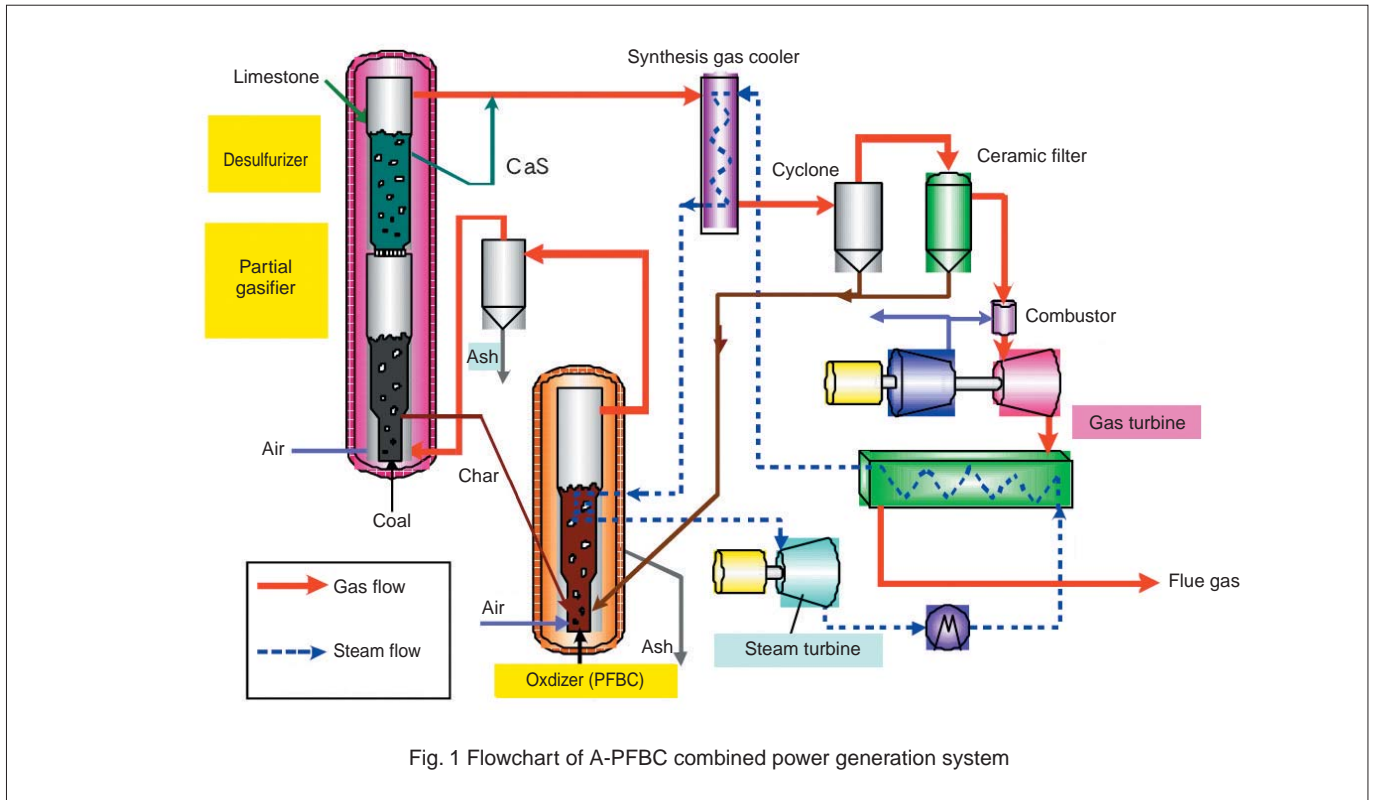 Synthesis gas cooler
Limestone
Desulfurizer
CaS
Cyclone
Ceramic filter
Partial
gasifier
Combustor
Ash
Gas turbine
Air
Char
Coal
Gas flow
Steam flow
Air
Ash
Oxdizer (PFBC)
Steam turbine
Flue gas
Fig. 1 Flowchart of A-PFBC combined power generation system